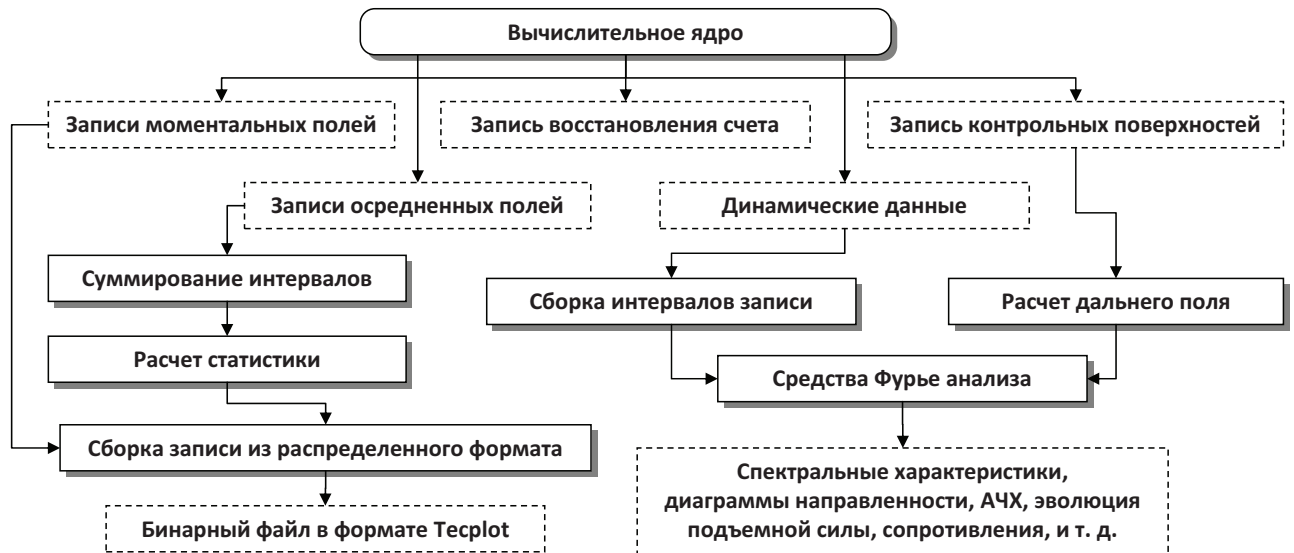 Вычислительное ядро
Записи моментальных полей
Запись восстановления счета
Запись контрольных поверхностей
Записи осредненных полей
Динамические данные
Суммирование интервалов
Сборка интервалов записи
Расчет дальнего поля
Расчет статистики
Средства Фурье анализа
Сборка записи из распределенного формата
Спектральные характеристики,
диаграммы направленности, АЧХ, эволюция
подъемной силы, сопротивления, и т. д.
Бинарный файл в формате Tecplot